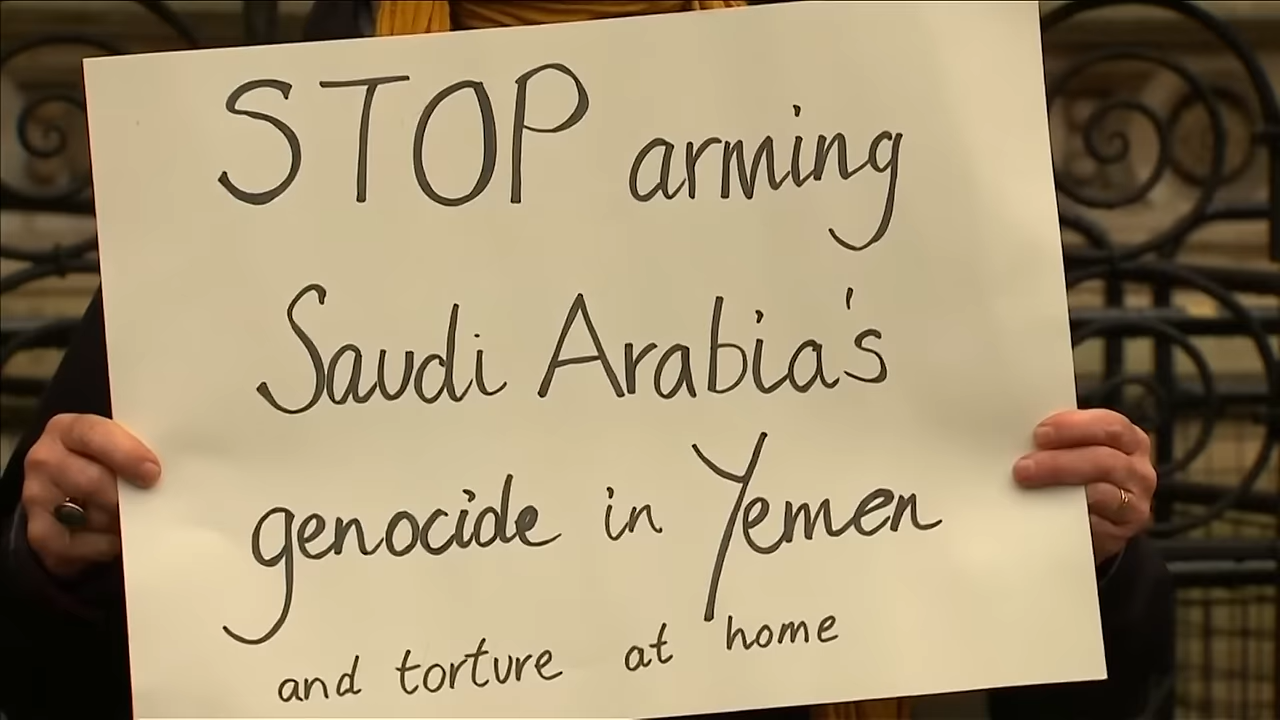 STOP arming
Saudi Arabia's
genocide in Yemen
and torture at home